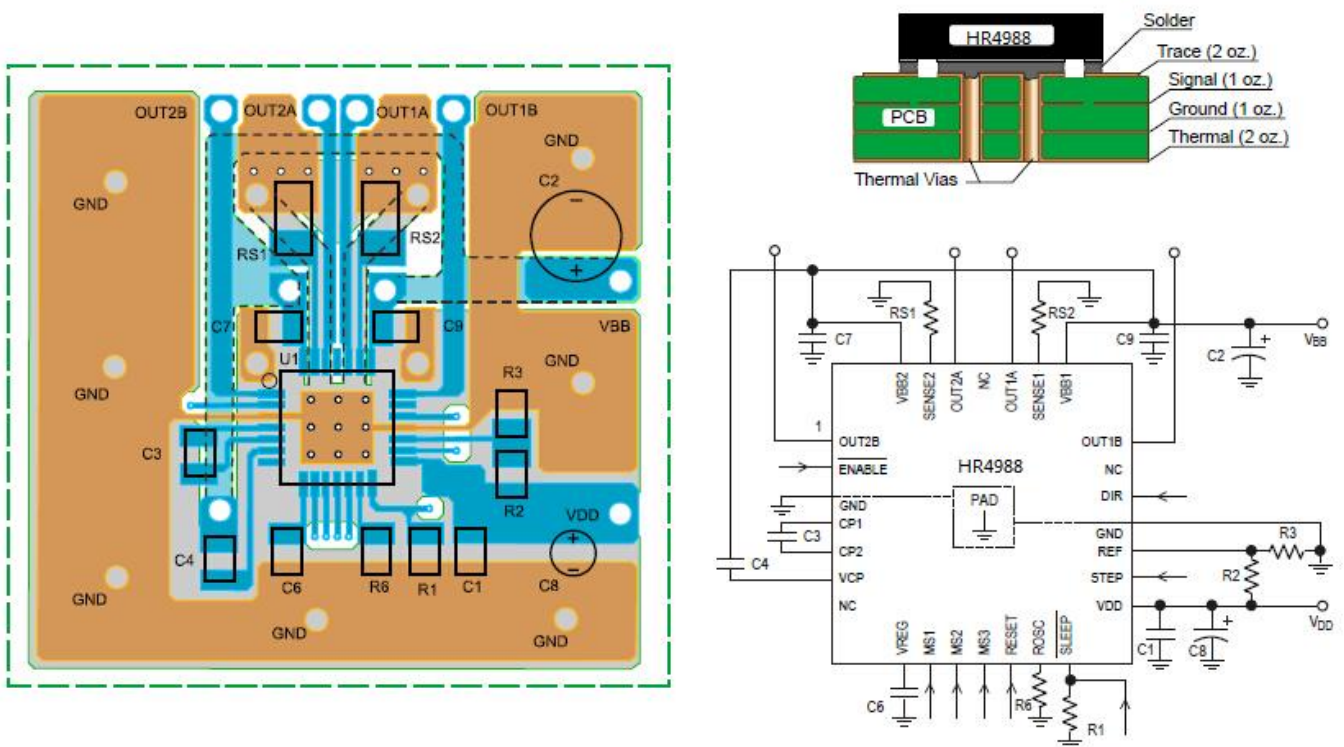 OUT2B
OUT2A
OUT1A
OUT1B
GND
C2
−
+
GND
RS1
RS2
C7
C9
VBB
U1
GND
GND
R3
C3
R2
VDD
C4
C6
R6
R1
C1
+
−
C8
GND
GND
GND
HR4988
Solder
Trace (2 oz.)
Signal (1 oz.)
Ground (1 oz.)
Thermal (2 oz.)
PCB
Thermal Vias
RS1
RS2
C7
C9
C2
+
VBB
VBB2
SENSE2
OUT2A
NC
OUT1A
SENSE1
VBB1
1
OUT2B
OUT1B
ENABLE
HR4988
NC
PAD
DIR
GND
GND
CP1
C3
CP2
REF
R3
C4
VCP
STEP
R2
NC
VDD
VDD
C1
C8
+
VREG
MS1
MS2
MS3
RESET
ROSC
SLEEP
C6
R6
R1